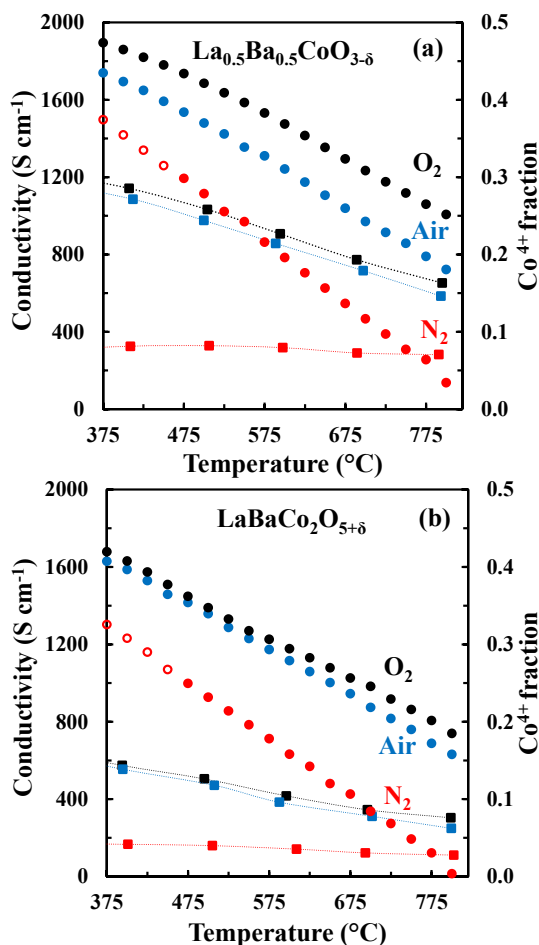 2000
1600
1200
800
400
0
0.5
0.4
0.3
0.2
0.1
0.0
Conductivity (S cm⁻¹)
Co⁴⁺ fraction
La₀.₅Ba₀.₅CoO₃₋δ (a)
O₂
Air
N₂
375 475 575 675 775
Temperature (°C)
2000
1600
1200
800
400
0
0.5
0.4
0.3
0.2
0.1
0.0
Conductivity (S cm⁻¹)
Co⁴⁺ fraction
LaBaCo₂O₅₊δ (b)
O₂
Air
N₂
375 475 575 675 775
Temperature (°C)